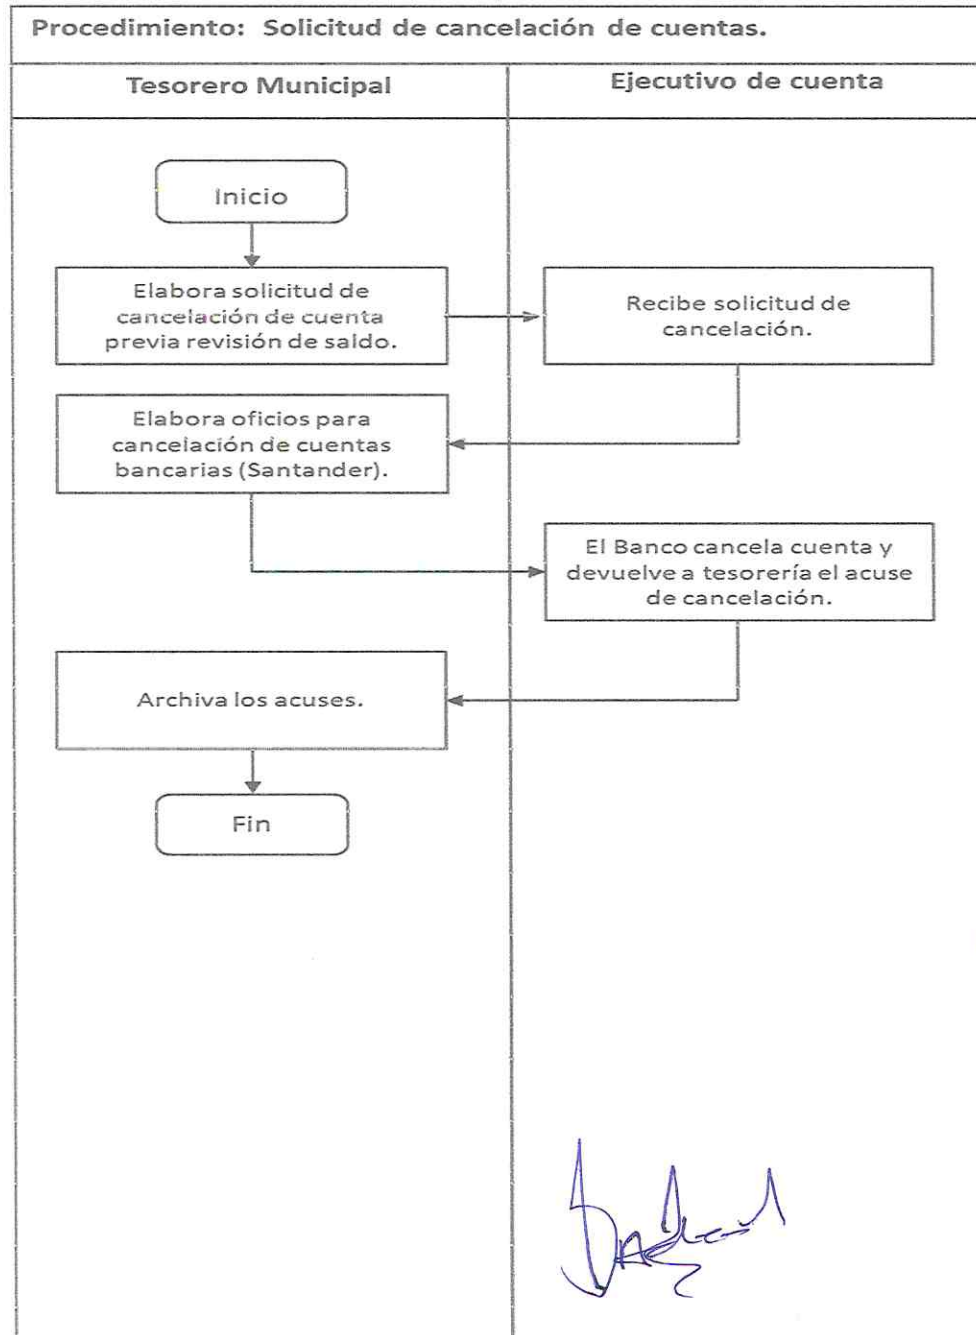 Procedimiento: Solicitud de cancelación de cuentas.
Tesorero Municipal
Ejecutivo de cuenta
Inicio
Elabora solicitud de
cancelación de cuenta
previa revisión de saldo.
Recibe solicitud de
cancelación.
Elabora oficios para
cancelación de cuentas
bancarias (Santander).
El Banco cancela cuenta y
devuelve a tesorería el acuse
de cancelación.
Archiva los acuses.
Fin